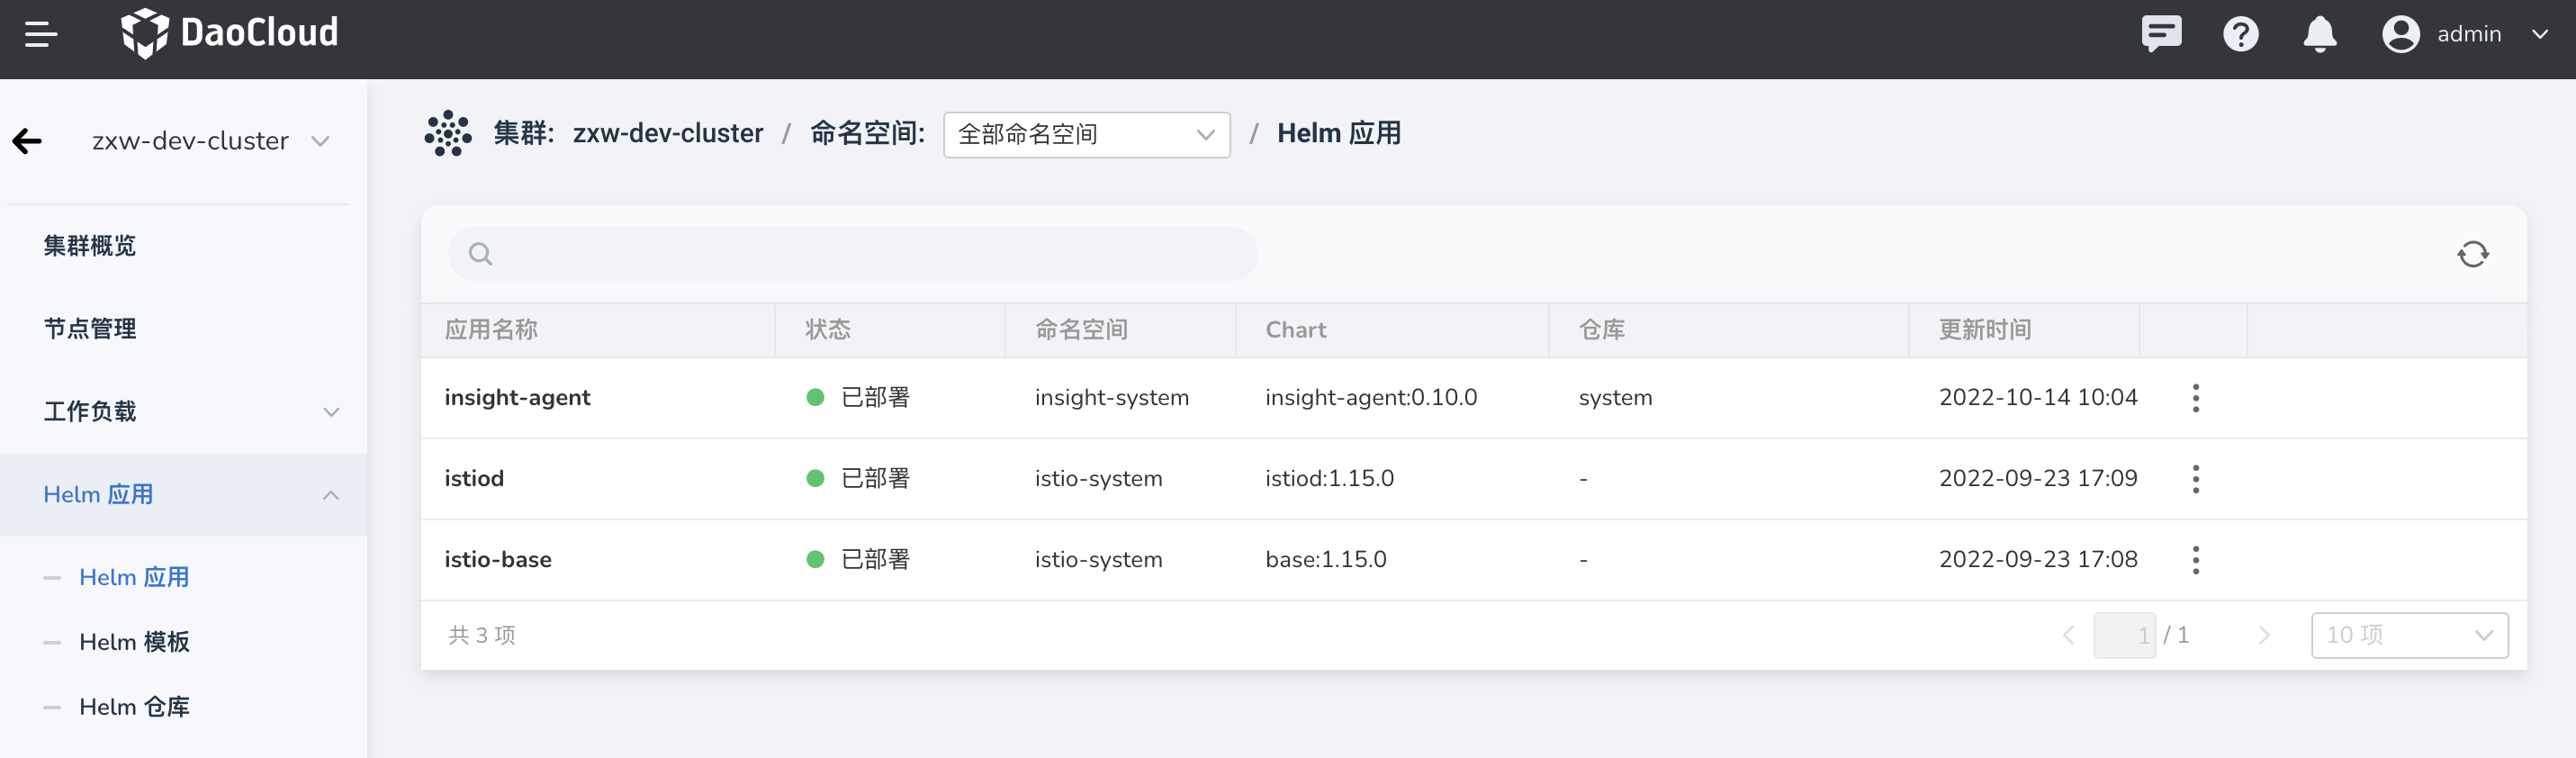 DaoCloud
admin
zxw-dev-cluster
集群概览
节点管理
工作负载
Helm 应用
Helm 应用
Helm 模板
Helm 仓库
集群: zxw-dev-cluster / 命名空间: 全部命名空间 / Helm 应用
应用名称 状态 命名空间 Chart 仓库 更新时间
insight-agent 已部署 insight-system insight-agent:0.10.0 system 2022-10-14 10:04
istiod 已部署 istio-system istiod:1.15.0 - 2022-09-23 17:09
istio-base 已部署 istio-system base:1.15.0 - 2022-09-23 17:08
共 3 项 1 / 1 10 项